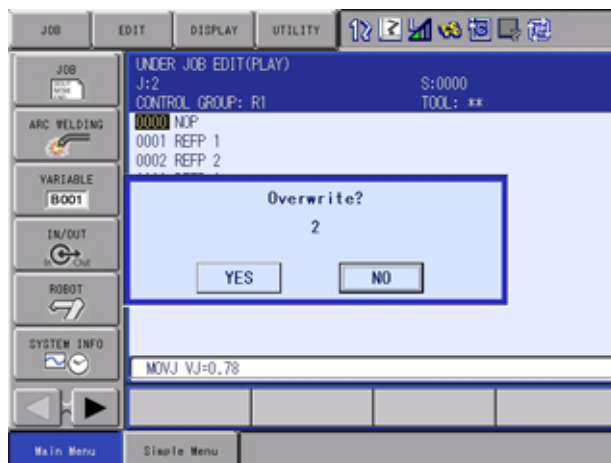 JOB
EDIT
DISPLAY
UTILITY
JOB
ARC WELDING
VARIABLE
B001
IN/OUT
In
Out
ROBOT
SYSTEM INFO
UNDER JOB EDIT(PLAY)
J:2 S:0000
CONTROL GROUP: R1 TOOL: **
0000 NOP
0001 REFP 1
0002 REFP 2
Overwrite?
2
YES
NO
MOVJ VJ=0.78
Main Menu
Simple Menu